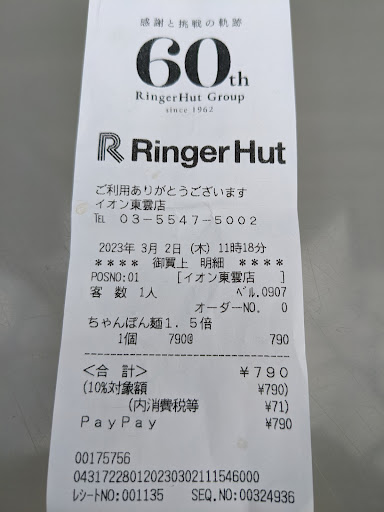 感謝と挑戦の軌跡
60th
RingerHut Group
since 1962
RingerHut
ご利用ありがとうございます
イオン東雲店
℡ 03-5547-5002
2023年 3月 2日 (木) 11時18分
**** 御買上 明細 ****
POSNO:01 [イオン東雲店 ]
客 数 1人 ﾍﾞﾙ.0907
オーダーNO. 0
ちゃんぽん麺1.5倍
1個 790@ 790
＜合 計＞ ￥790
(10%対象額 ¥790)
(内消費税等 ¥71)
PayPay ¥790
00175756
043172280120230302111546000
ﾚｼｰﾄNO:001135 SEQ.NO:00324936